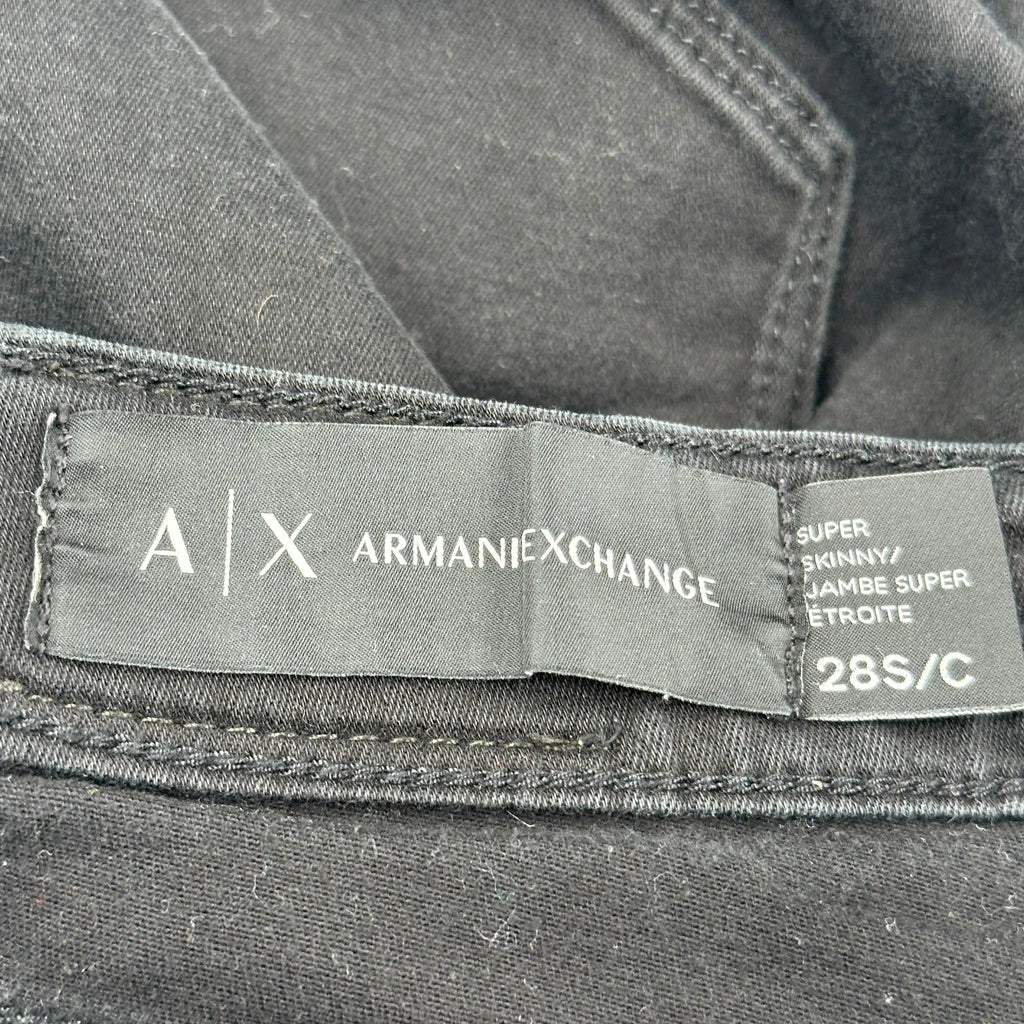 A|X ARMANI EXCHANGE
SUPER
SKINNY/
JAMBE SUPER
ÉTROITE
28S/C